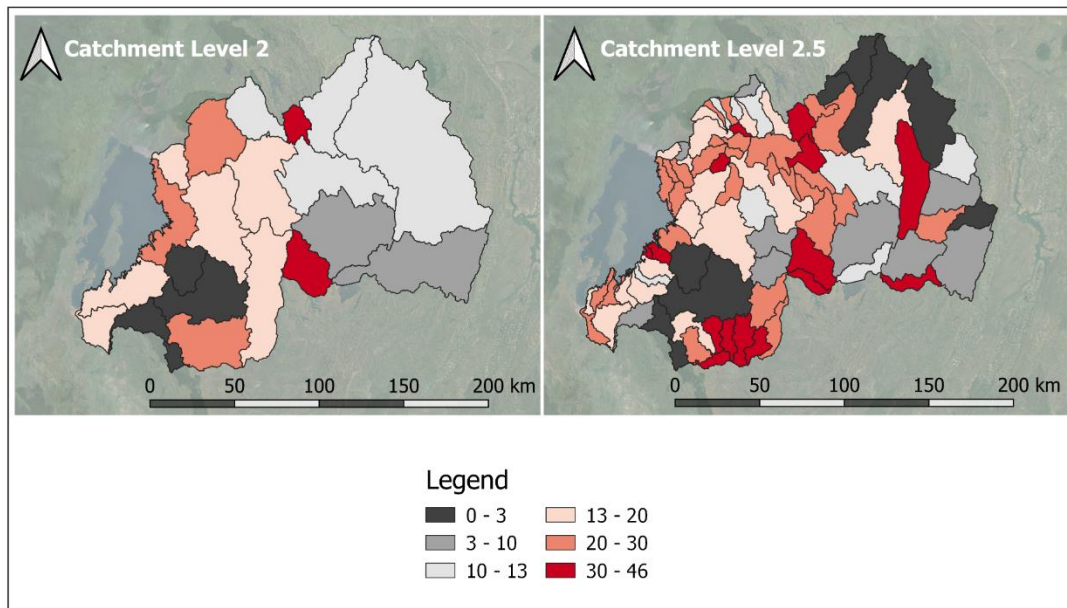 Catchment Level 2
Catchment Level 2.5
0 50 100 150 200 km
0 50 100 150 200 km
Legend
0 - 3 13 - 20
3 - 10 20 - 30
10 - 13 30 - 46